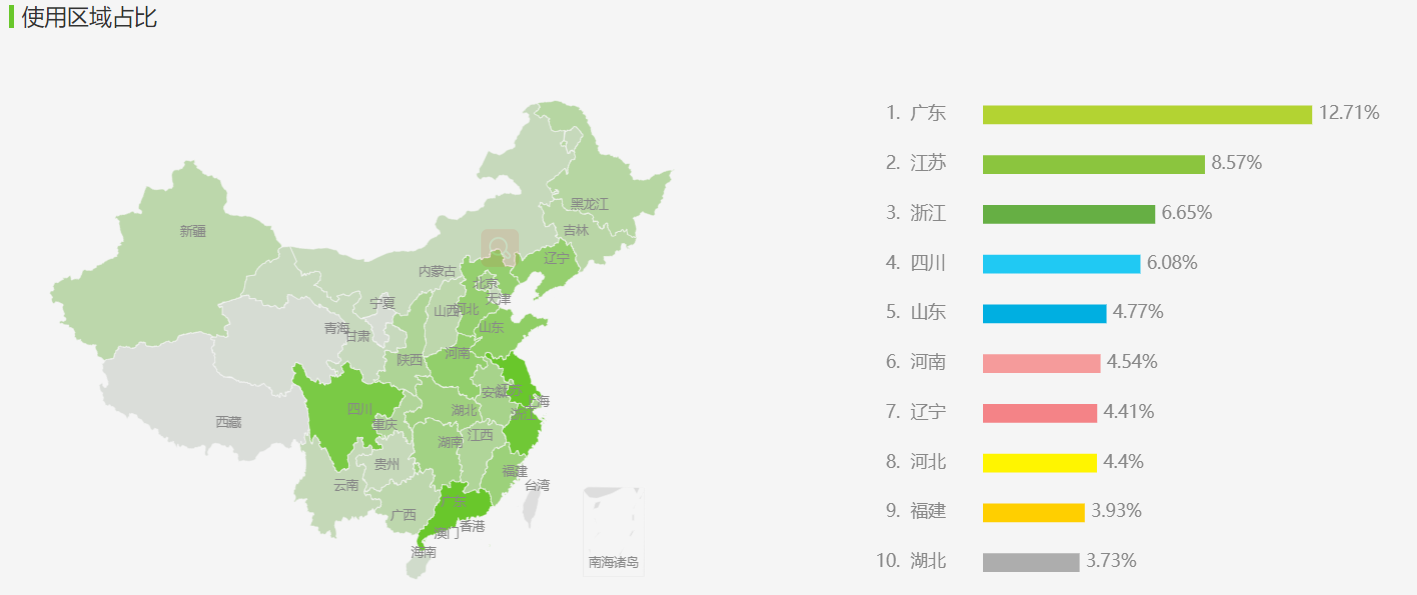 使用区域占比
新疆
黑龙江
吉林
辽宁
内蒙古
北京
天津
宁夏
山西
河北
青海
甘肃
山东
河南
陕西
江苏
安徽
上海
浙江
四川
湖北
重庆
西藏
湖南
江西
贵州
福建
云南
台湾
广东
广西
香港
澳门
海南
南海诸岛
1. 广东 12.71%
2. 江苏 8.57%
3. 浙江 6.65%
4. 四川 6.08%
5. 山东 4.77%
6. 河南 4.54%
7. 辽宁 4.41%
8. 河北 4.4%
9. 福建 3.93%
10. 湖北 3.73%